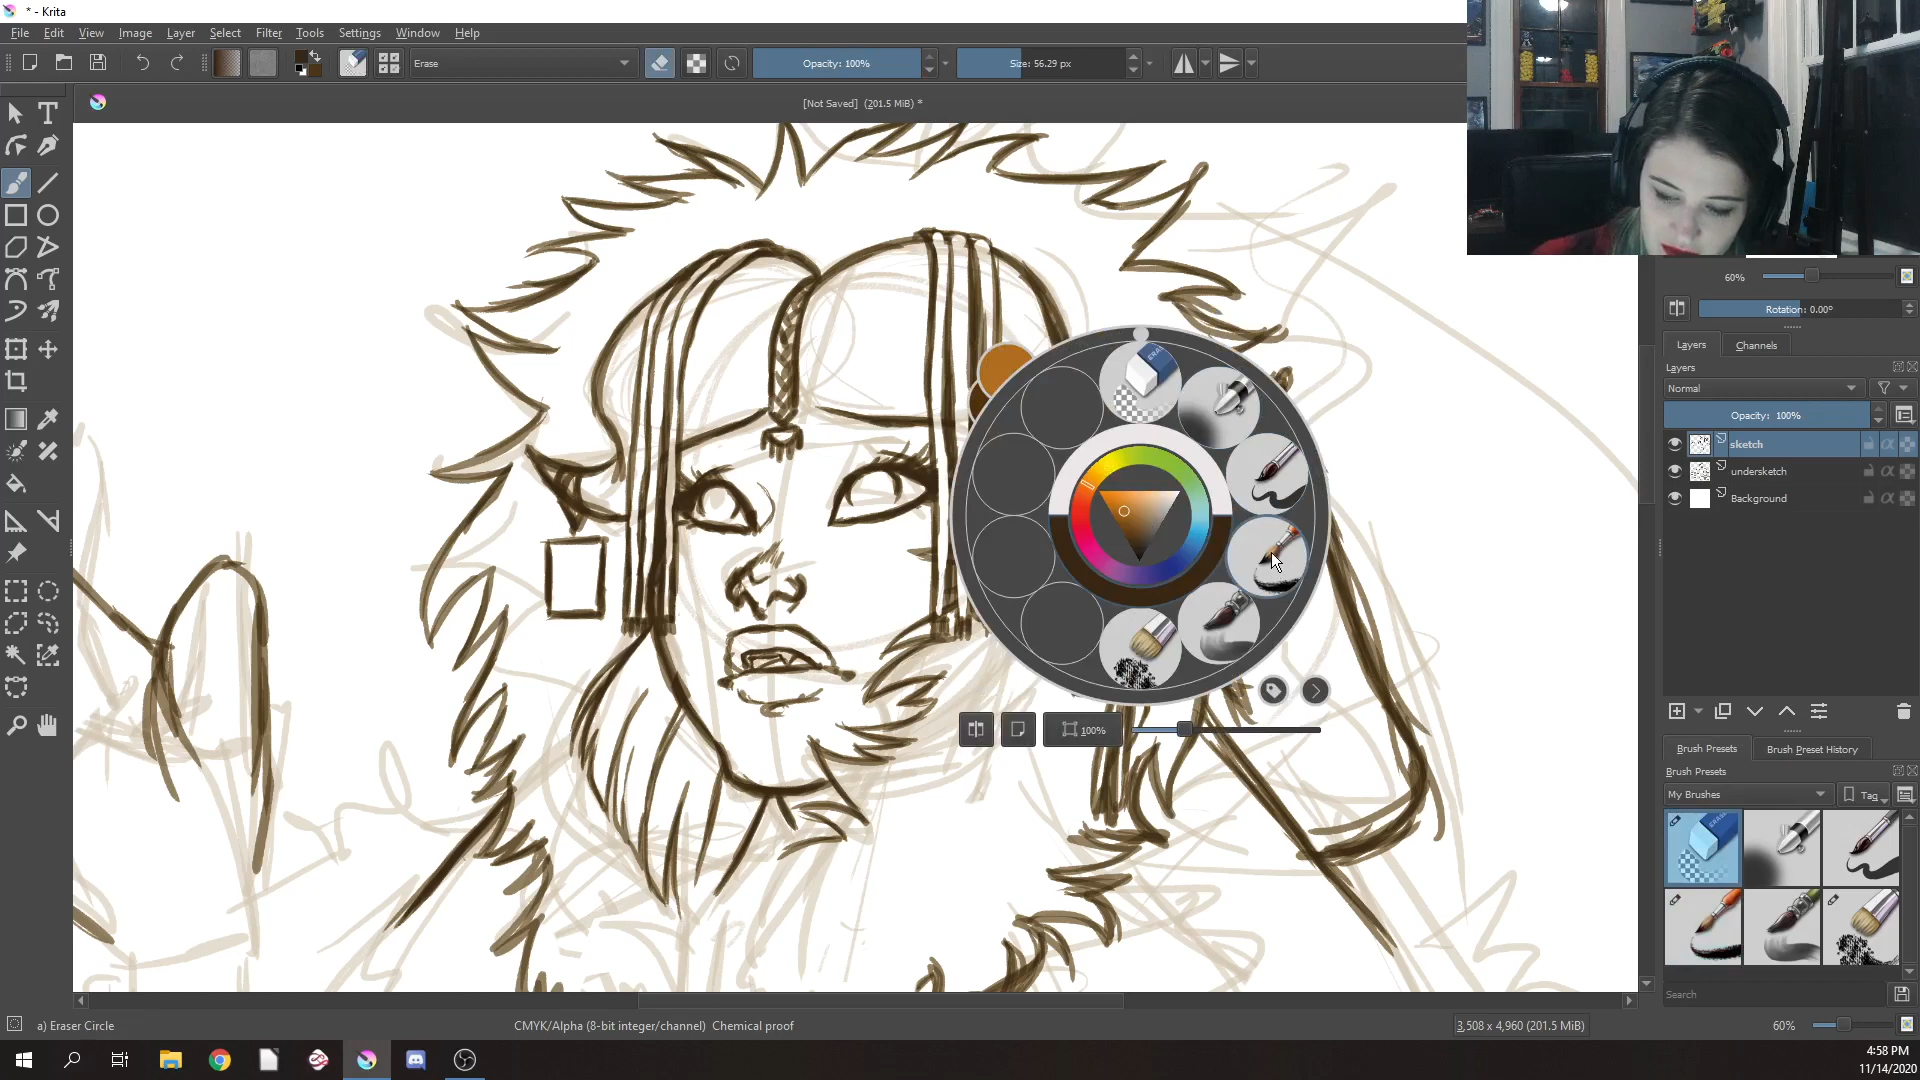 * - Krita
File Edit View Image Layer Select Filter Tools Settings Window Help
Erase Opacity: 100% Size: 56.29 px
[Not Saved] (201.5 MiB) *
60%
Rotation: 0.00°
Layers Channels
Layers
Normal
Opacity: 100%
sketch
undersketch
Background
100%
Brush Presets Brush Preset History
Brush Presets
My Brushes Tag
Search
a) Eraser Circle
CMYK/Alpha (8-bit integer/channel) Chemical proof
3,508 x 4,960 (201.5 MiB)
60%
4:58 PM
11/14/2020